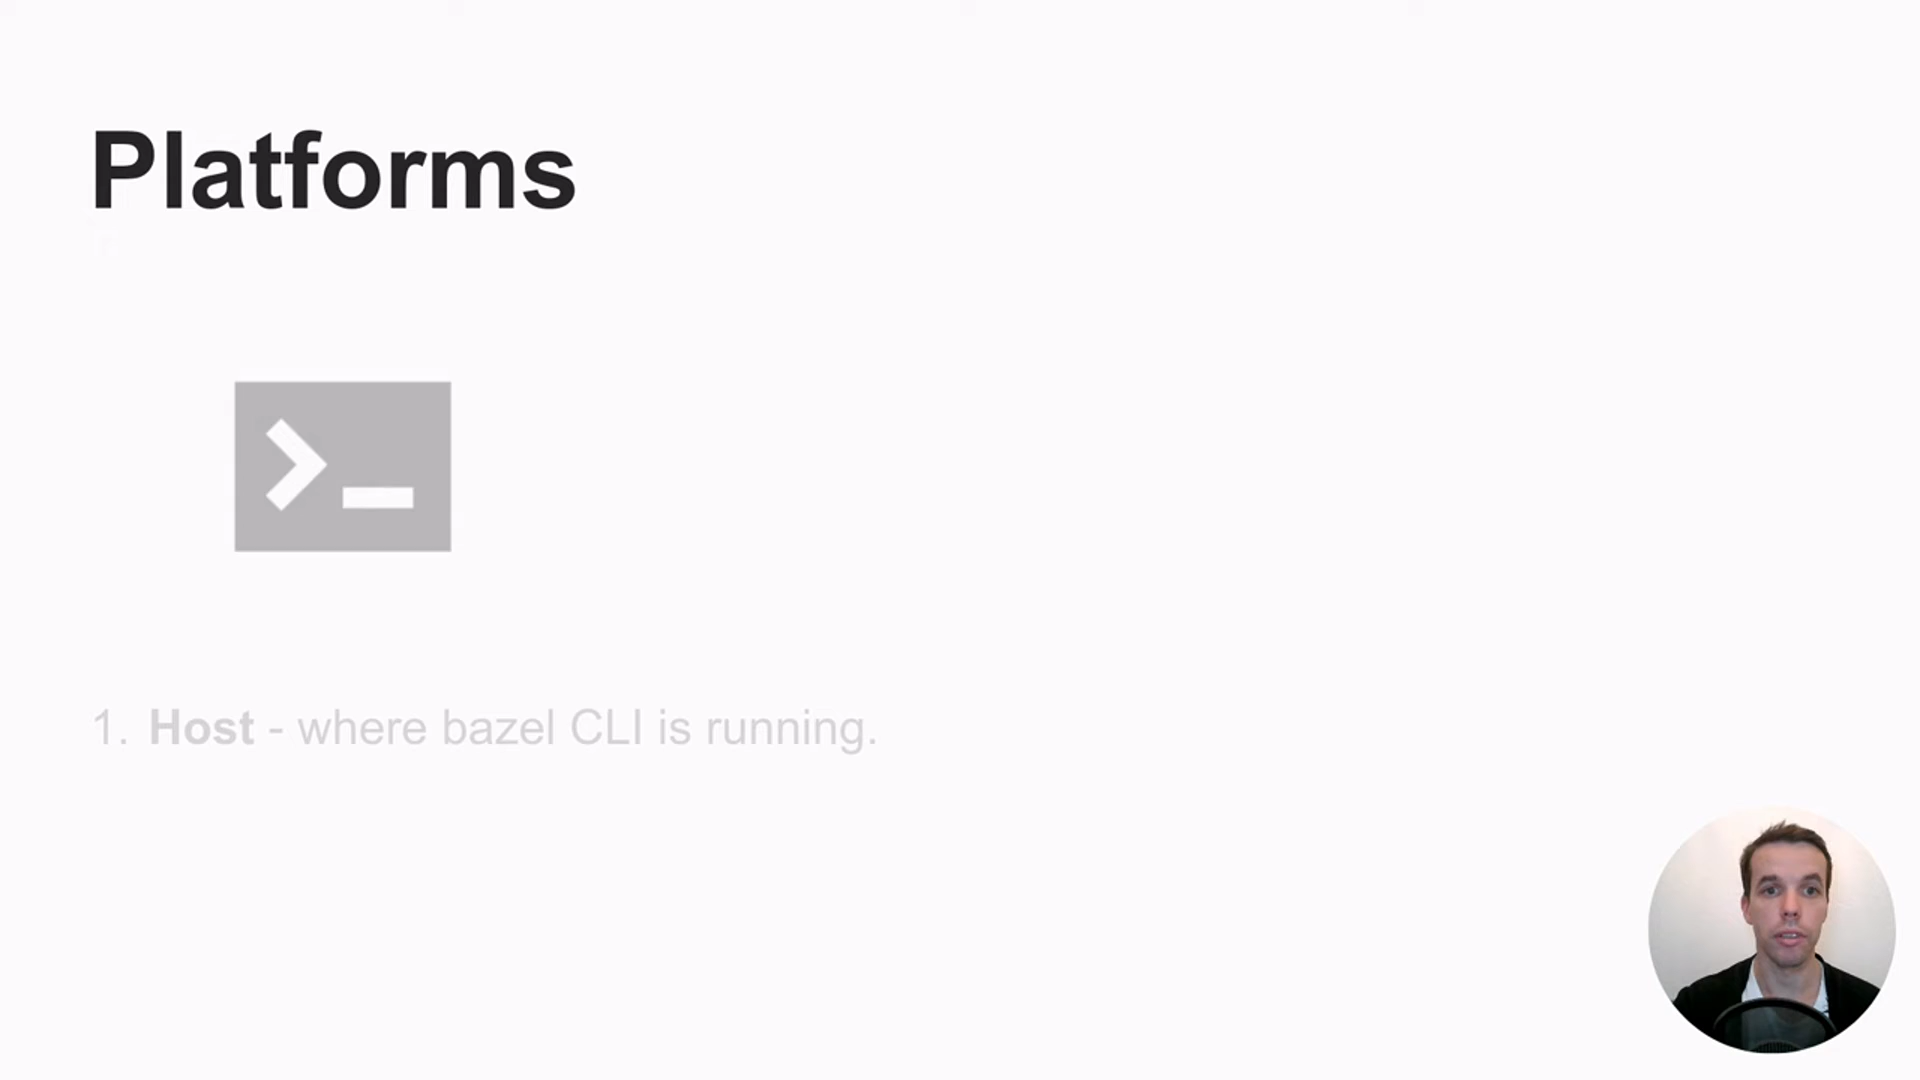 Platforms
>_
1. Host - where bazel CLI is running.